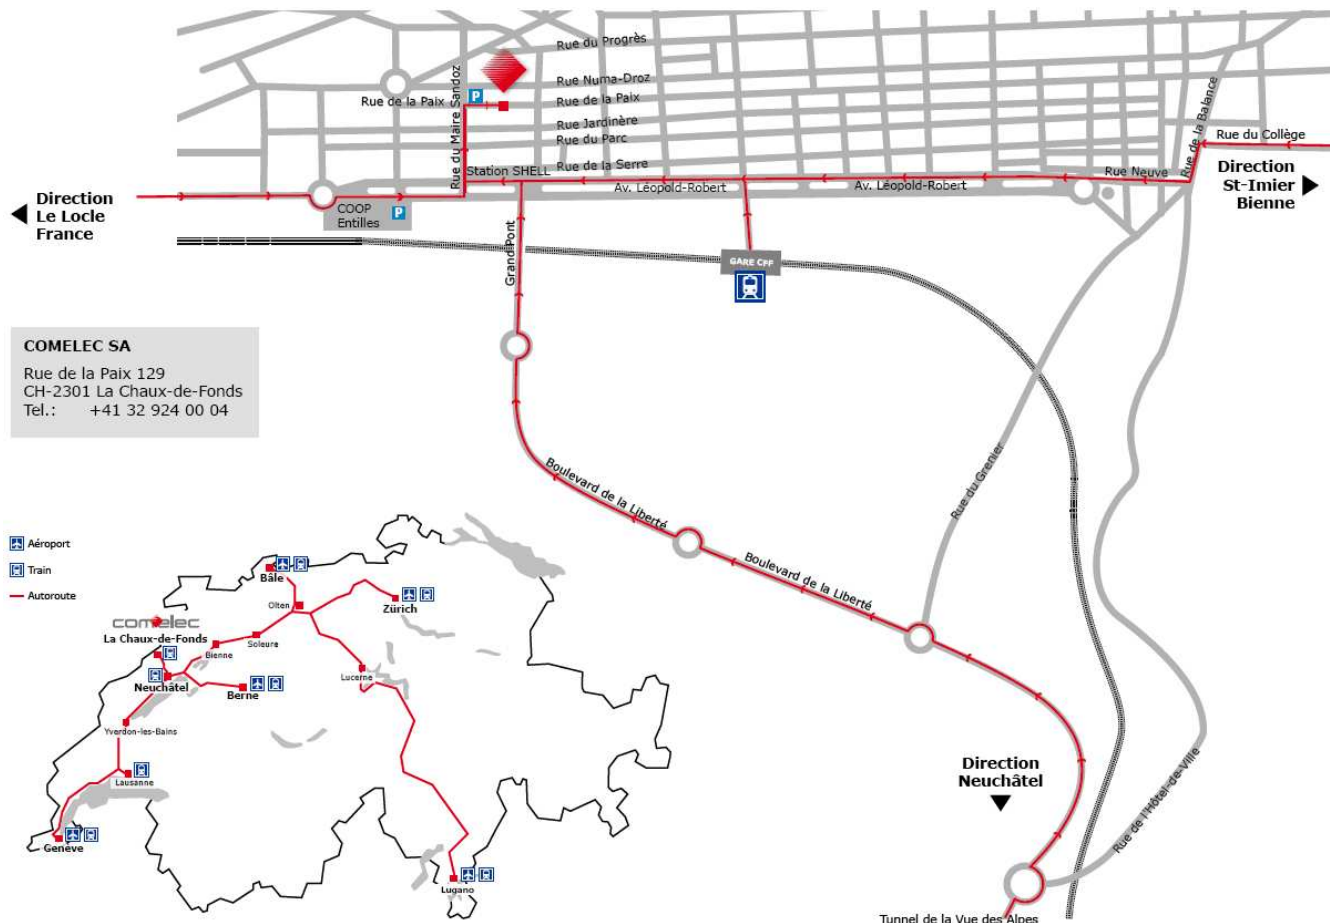 Rue du Progrès
Rue Numa-Droz
P
Rue de la Paix
Rue de la Paix
Rue du Maire Sandoz
Rue Jardinère
Rue du Parc
Rue de la Balance
Rue du Collège
Station SHELL
Rue de la Serre
Av. Léopold-Robert
Av. Léopold-Robert
Rue Neuve
Direction
St-Imier
Bienne
Direction
Le Locle
France
COOP
Entilles
P
Grand-Pont
GARE CFF
COMELEC SA
Rue de la Paix 129
CH-2301 La Chaux-de-Fonds
Tel.: +41 32 924 00 04
Boulevard de la Liberté
Rue du Grenier
Boulevard de la Liberté
Direction
Neuchâtel
Rue de l'Hôtel-de-Ville
Tunnel de la Vue des Alpes
Aéroport
Train
Autoroute
Bâle
Olten
Zürich
comelec
La Chaux-de-Fonds
Bienne
Soleure
Lucerne
Neuchâtel
Berne
Yverdon-les-Bains
Lausanne
Genève
Lugano